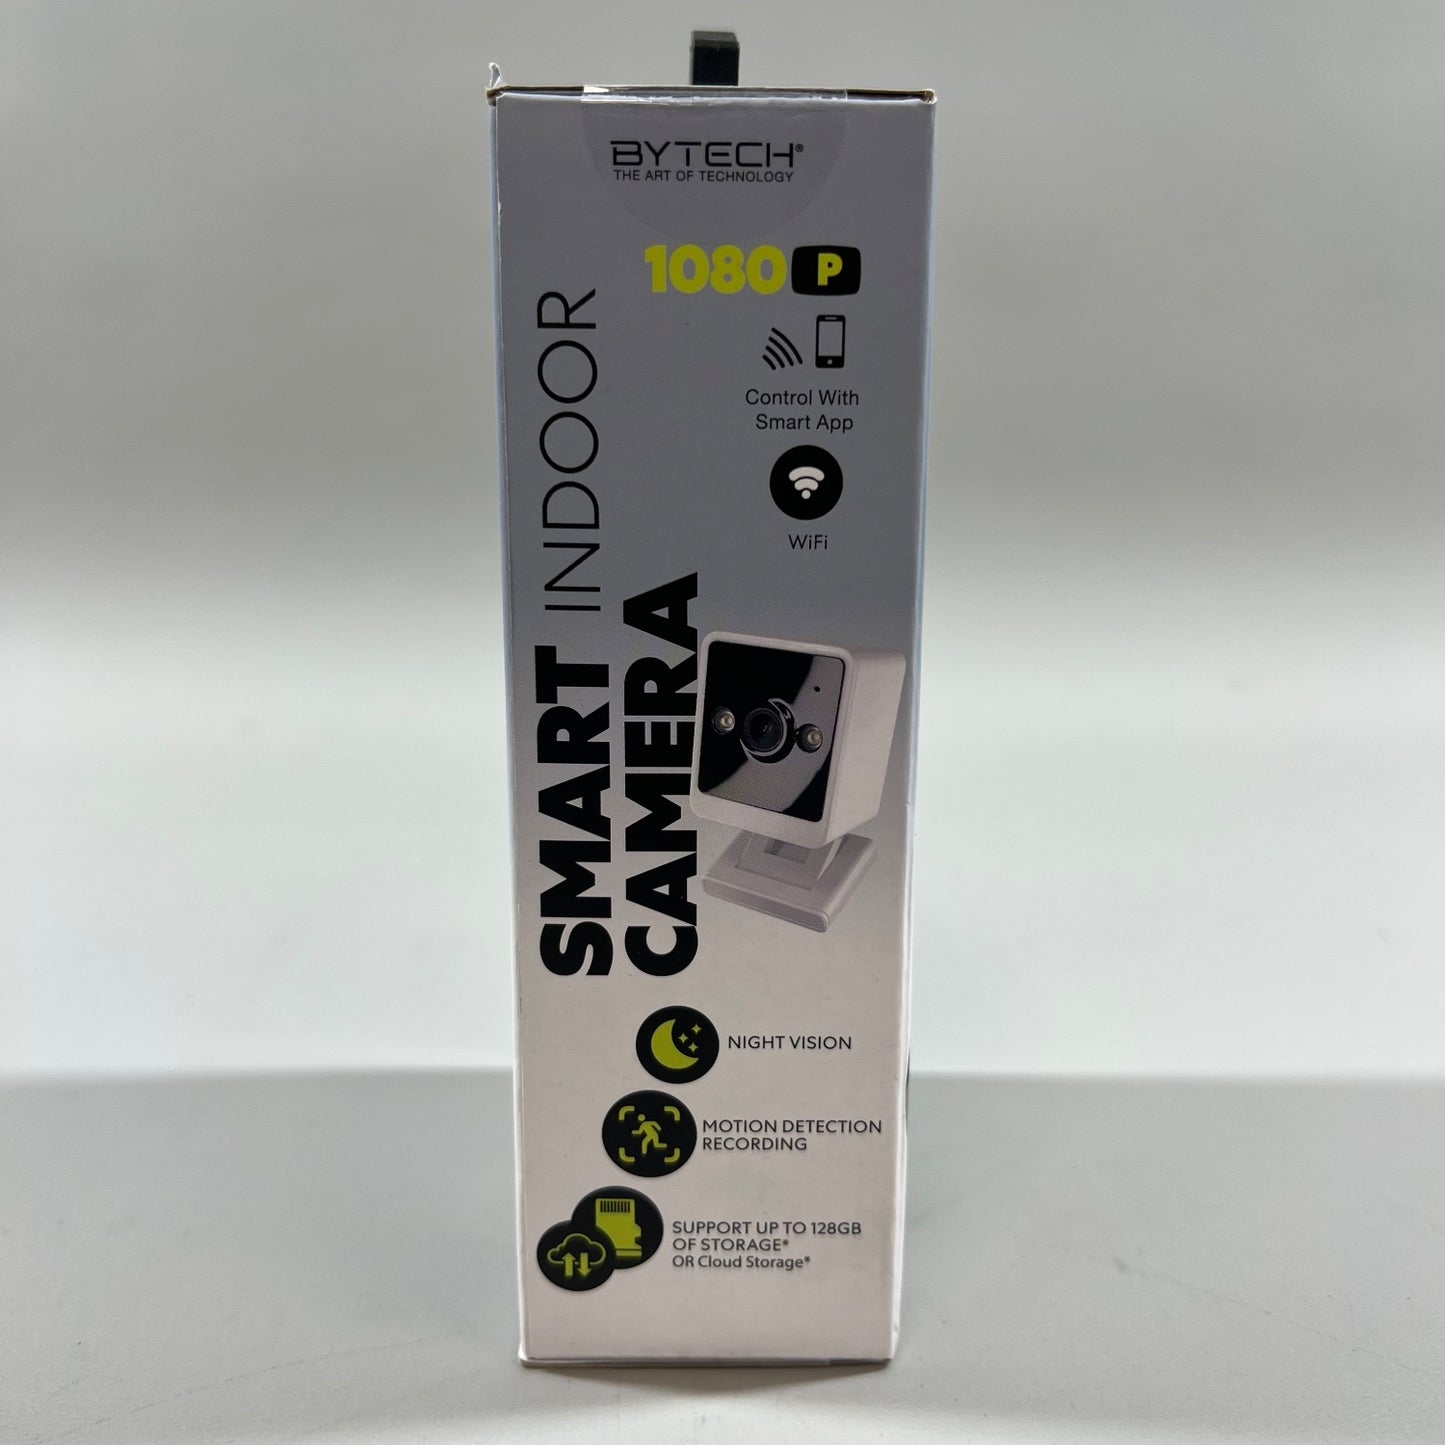 BYTECH®
THE ART OF TECHNOLOGY
1080P
Control With
Smart App
WiFi
SMART INDOOR
CAMERA
NIGHT VISION
MOTION DETECTION
RECORDING
SUPPORT UP TO 128GB
OF STORAGE*
OR Cloud Storage*